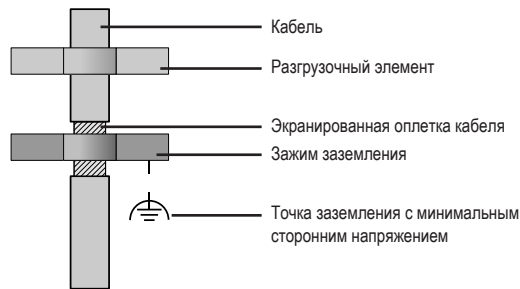 Кабель
Разгрузочный элемент
Экранированная оплетка кабеля
Зажим заземления
Точка заземления с минимальным
сторонним напряжением